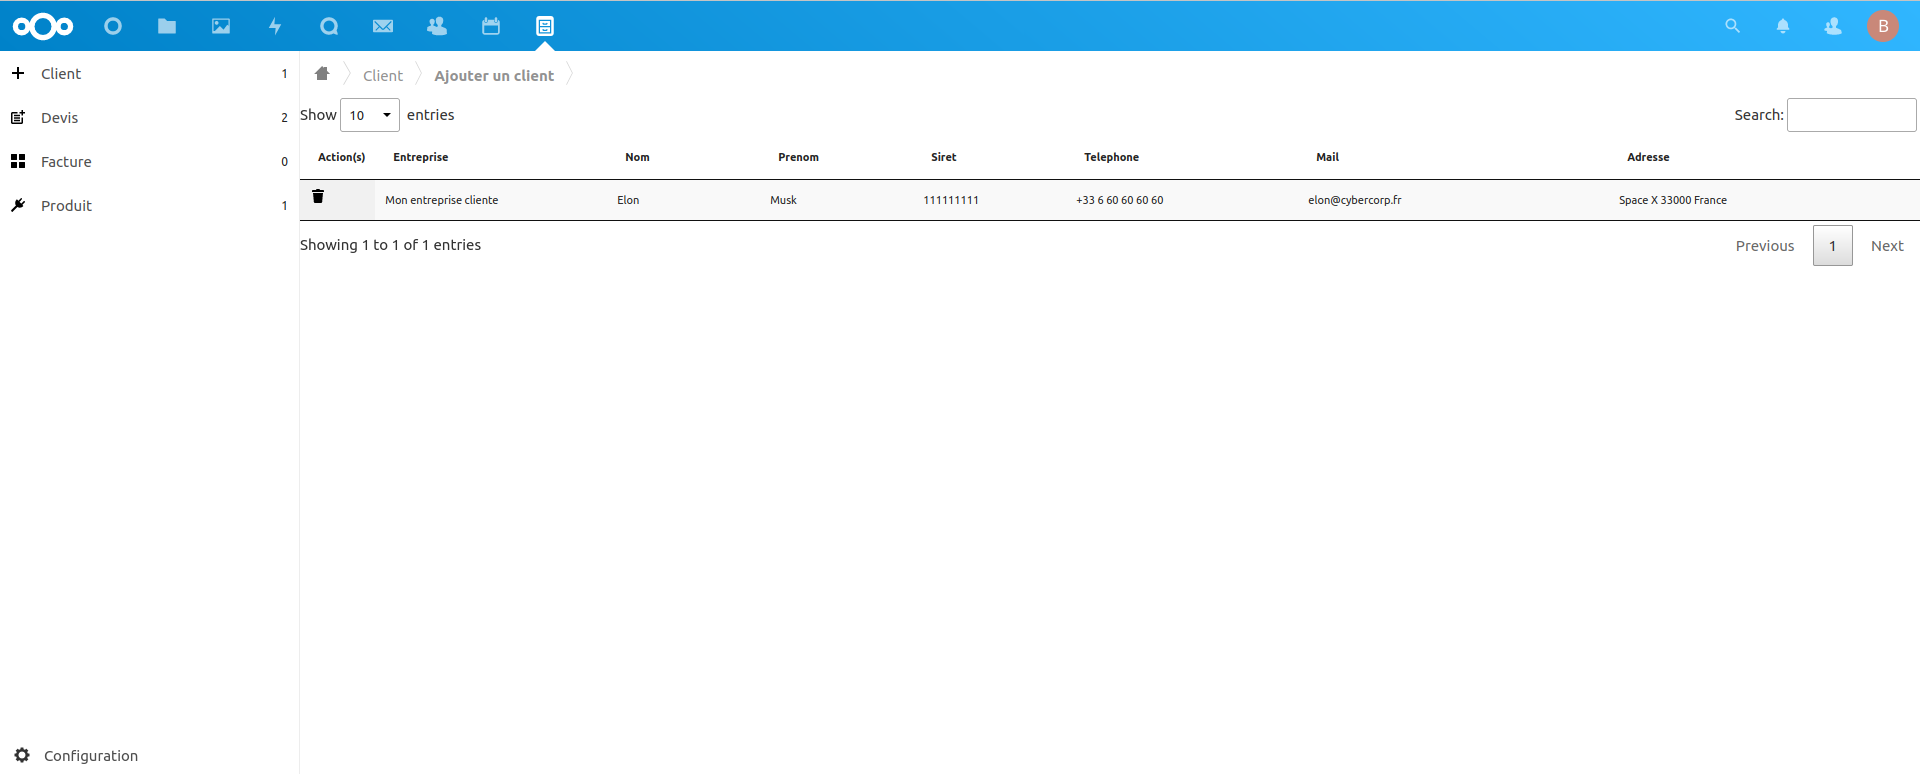 B
Client 1
Devis 2
Facture 0
Produit 1
Configuration
Client Ajouter un client
Show 10 entries Search:
Action(s) Entreprise Nom Prenom Siret Telephone Mail Adresse
Mon entreprise cliente Elon Musk 111111111 +33 6 60 60 60 60 elon@cybercorp.fr Space X 33000 France
Showing 1 to 1 of 1 entries Previous 1 Next